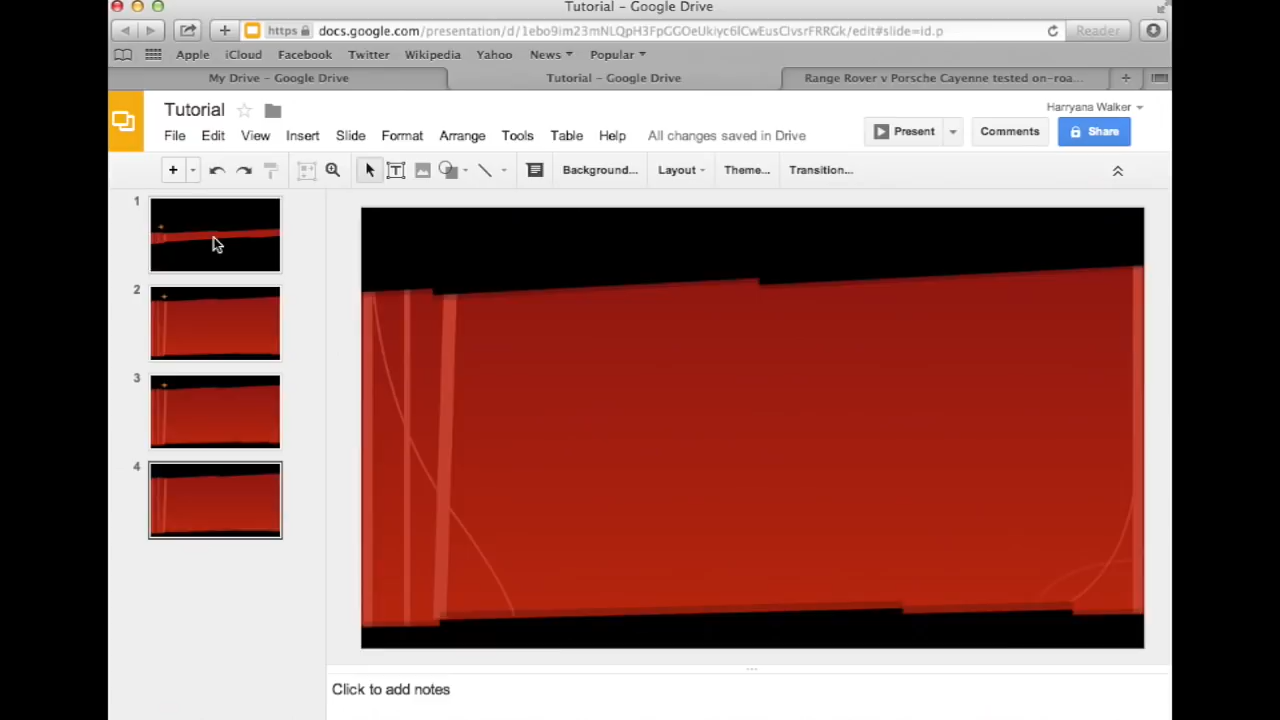 Tutorial – Google Drive
https docs.google.com/presentation/d/1ebo9im23mNLQpH3FpGGOeUkiyc6lCwEusClvsrFRRGk/edit#slide=id.p Reader
Apple iCloud Facebook Twitter Wikipedia Yahoo News Popular
My Drive – Google Drive Tutorial – Google Drive Range Rover v Porsche Cayenne tested on-roa...
Harryana Walker
Tutorial
File Edit View Insert Slide Format Arrange Tools Table Help All changes saved in Drive Present Comments Share
Background... Layout Theme... Transition...
1
2
3
4
Click to add notes